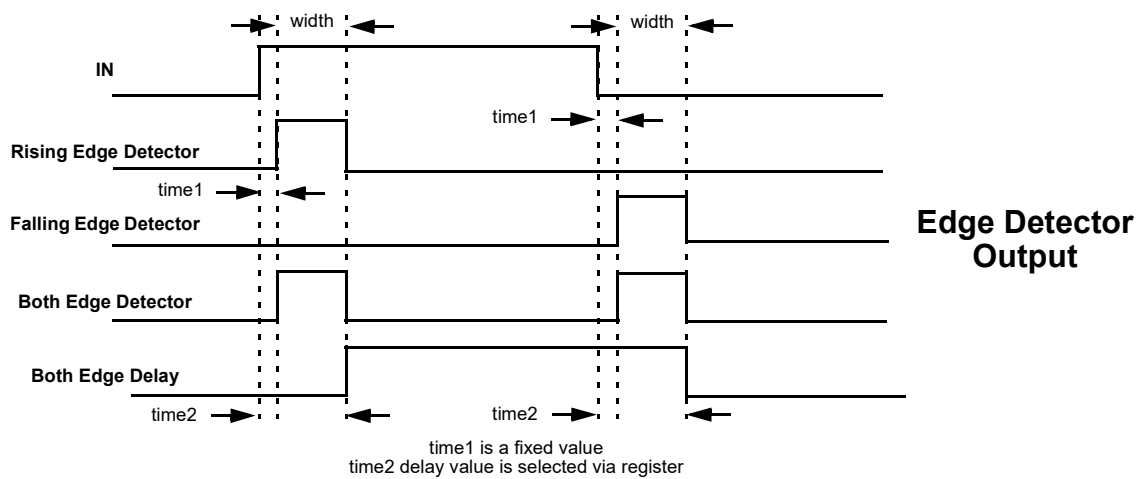 width
width
IN
time1
Rising Edge Detector
time1
Falling Edge Detector
Edge Detector
Output
Both Edge Detector
Both Edge Delay
time2
time2
time1 is a fixed value
time2 delay value is selected via register